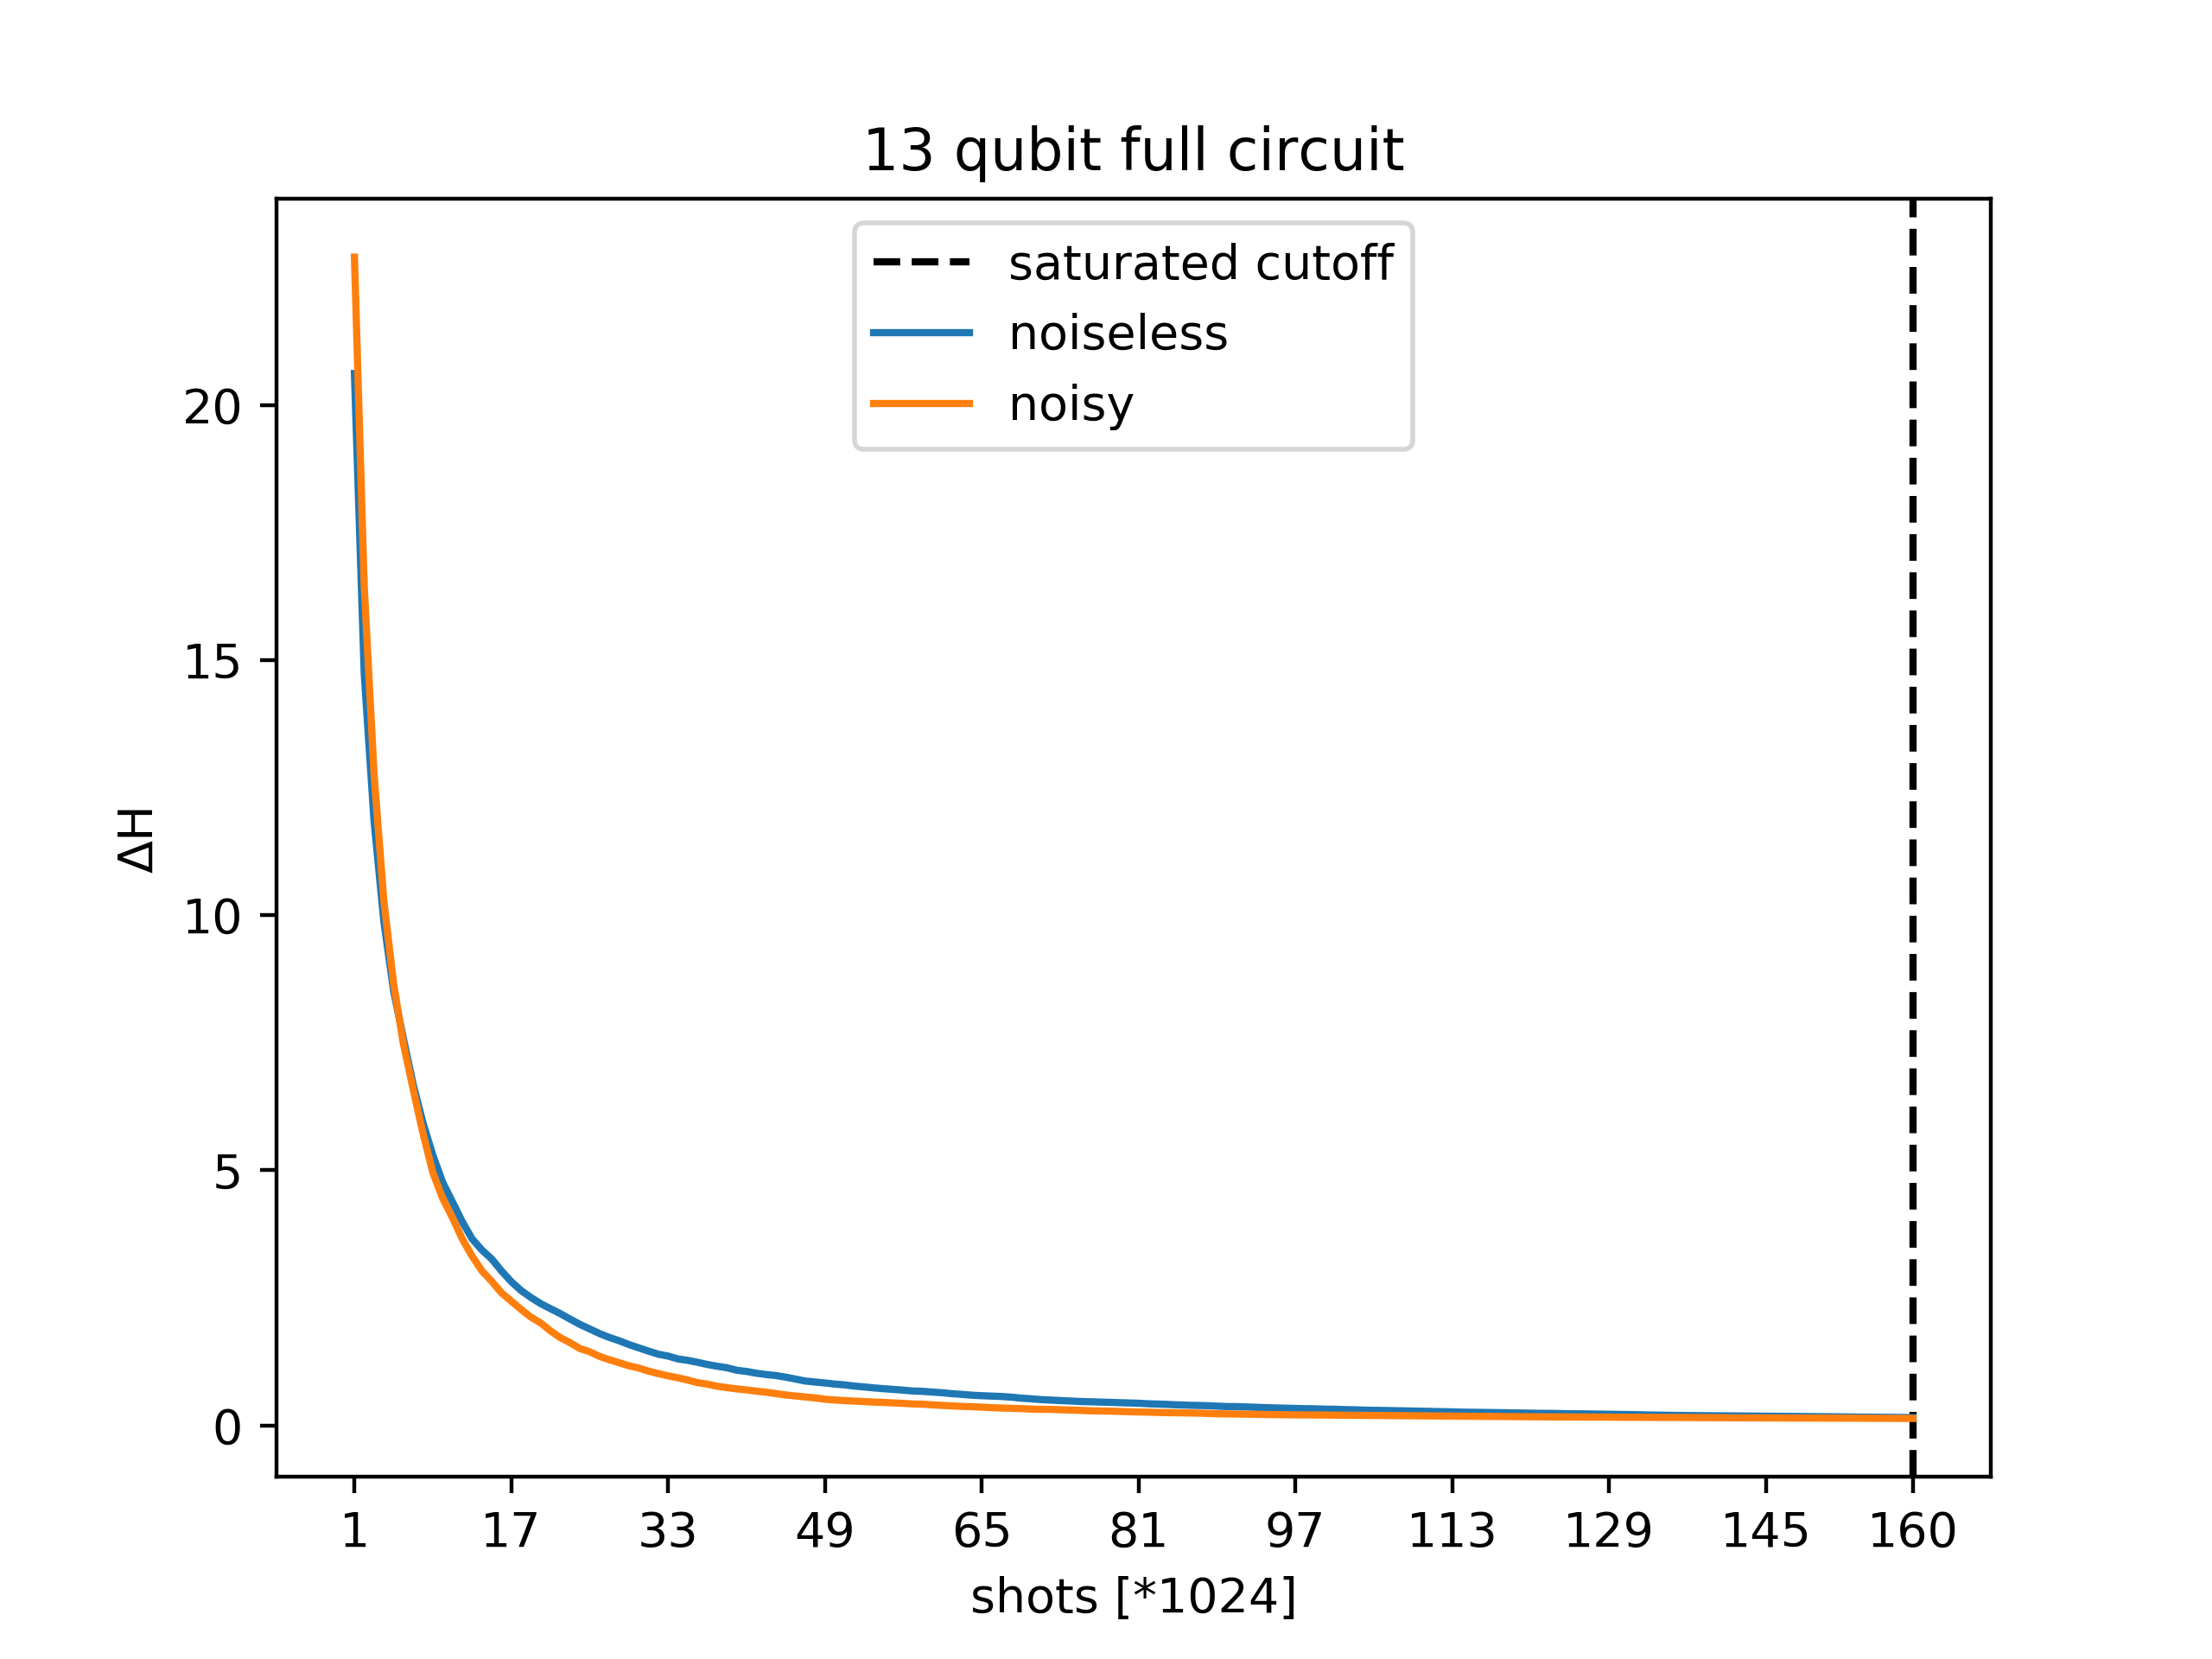 13 qubit full circuit
saturated cutoff
noiseless
noisy
20
15
10
5
0
ΔH
1 17 33 49 65 81 97 113 129 145 160
shots [*1024]